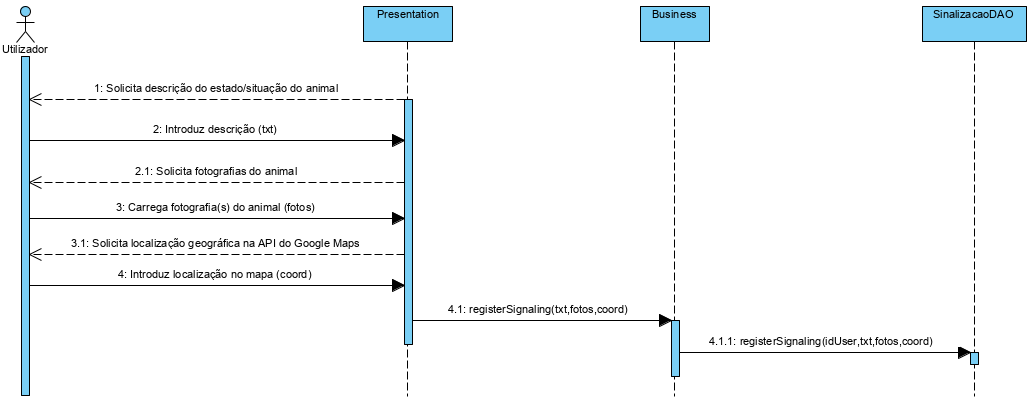 Presentation
Business
SinalizacaoDAO
Utilizador
1: Solicita descrição do estado/situação do animal
2: Introduz descrição (txt)
2.1: Solicita fotografias do animal
3: Carrega fotografia(s) do animal (fotos)
3.1: Solicita localização geográfica na API do Google Maps
4: Introduz localização no mapa (coord)
4.1: registerSignaling(txt,fotos,coord)
4.1.1: registerSignaling(idUser,txt,fotos,coord)